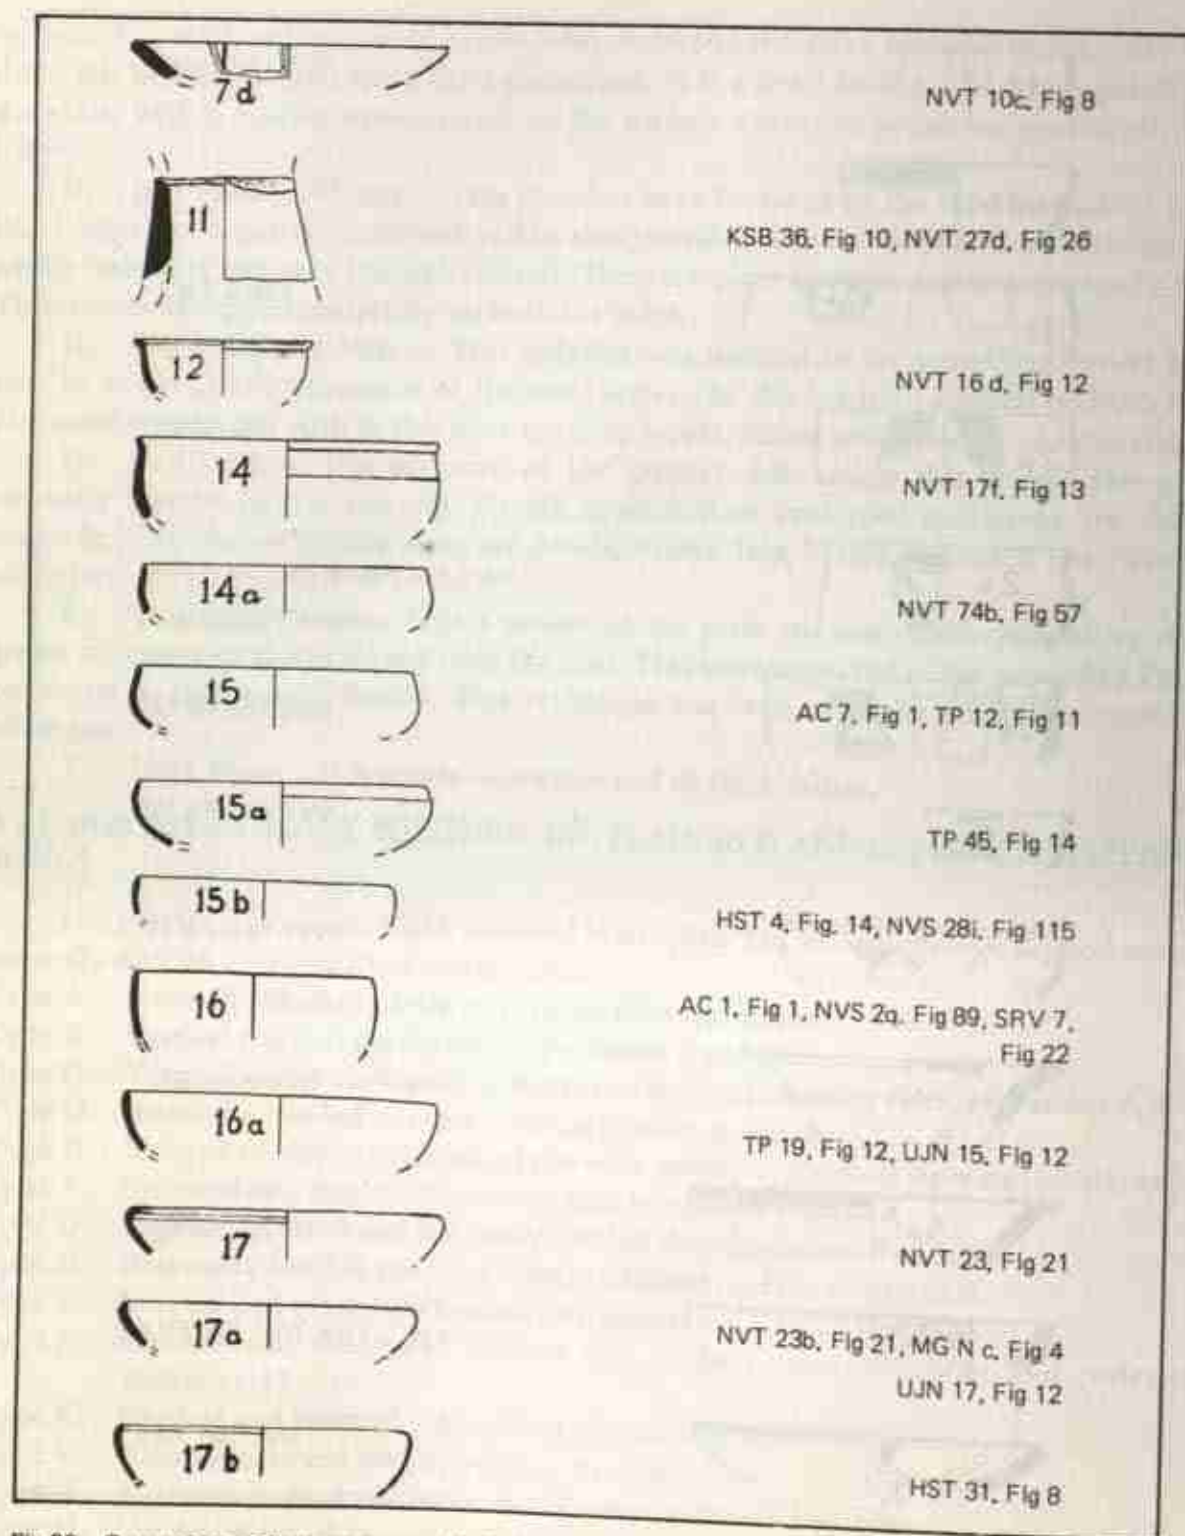 7d
NVT 10c, Fig 8
11
KSB 36, Fig 10, NVT 27d, Fig 26
12
NVT 16d, Fig 12
14
NVT 17f, Fig 13
14a
NVT 74b, Fig 57
15
AC 7, Fig 1, TP 12, Fig 11
15a
TP 45, Fig 14
15b
HST 4, Fig. 14, NVS 28i, Fig 115
16
AC 1, Fig 1, NVS 2q, Fig 89, SRV 7,
Fig 22
16a
TP 19, Fig 12, UJN 15, Fig 12
17
NVT 23, Fig 21
17a
NVT 23b, Fig 21, MG N c, Fig 4
UJN 17, Fig 12
17b
HST 31, Fig 8